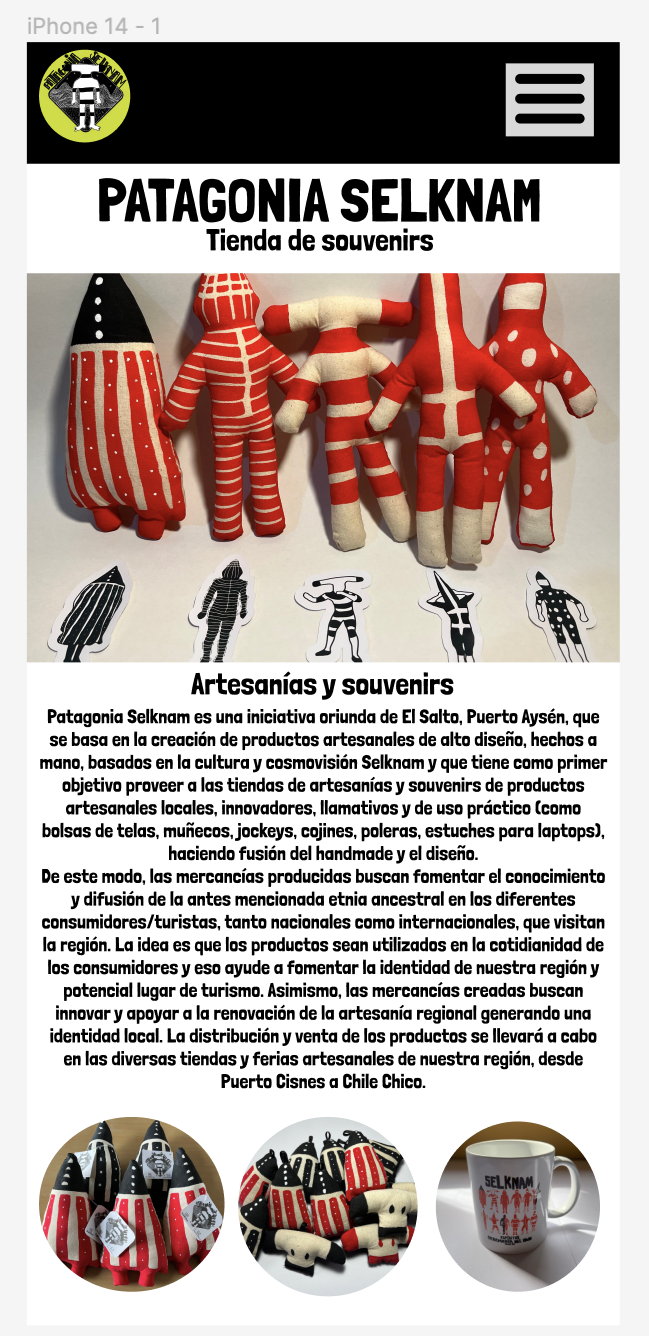 iPhone 14 - 1
PATAGONIA SELKNAM
Tienda de souvenirs
Artesanías y souvenirs
Patagonia Selknam es una iniciativa oriunda de El Salto, Puerto Aysén, que
se basa en la creación de productos artesanales de alto diseño, hechos a
mano, basados en la cultura y cosmovisión Selknam y que tiene como primer
objetivo proveer a las tiendas de artesanías y souvenirs de productos
artesanales locales, innovadores, llamativos y de uso práctico (como
bolsas de telas, muñecos, jockeys, cojines, poleras, estuches para laptops),
haciendo fusión del handmade y el diseño.
De este modo, las mercancías producidas buscan fomentar el conocimiento
y difusión de la antes mencionada etnia ancestral en los diferentes
consumidores/turistas, tanto nacionales como internacionales, que visitan
la región. La idea es que los productos sean utilizados en la cotidianidad de
los consumidores y eso ayude a fomentar la identidad de nuestra región y
potencial lugar de turismo. Asimismo, las mercancías creadas buscan
innovar y apoyar a la renovación de la artesanía regional generando una
identidad local. La distribución y venta de los productos se llevará a cabo
en las diversas tiendas y ferias artesanales de nuestra región, desde
Puerto Cisnes a Chile Chico.
SELKNAM